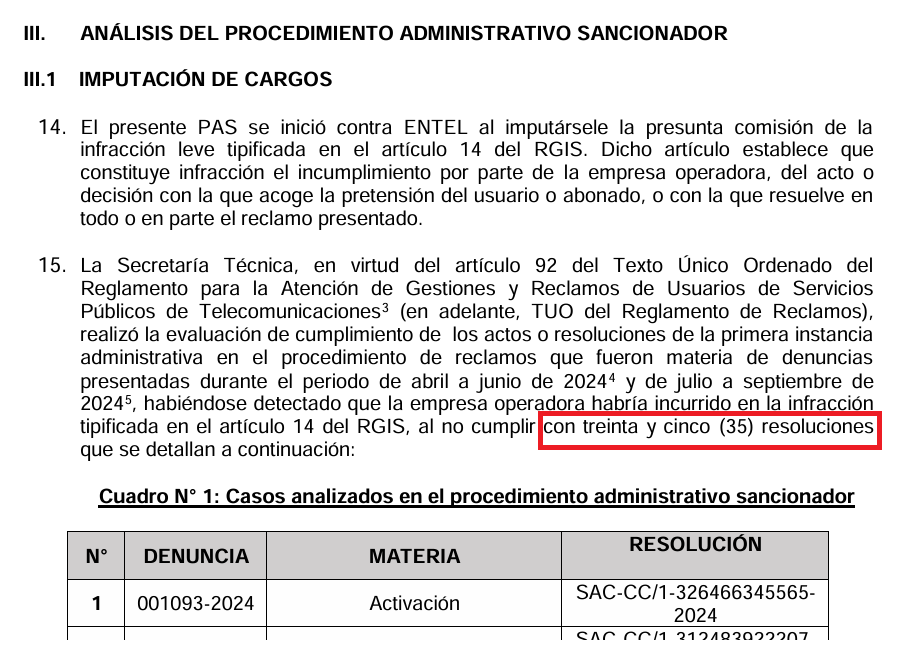 III. ANÁLISIS DEL PROCEDIMIENTO ADMINISTRATIVO SANCIONADOR
III.1 IMPUTACIÓN DE CARGOS
14. El presente PAS se inició contra ENTEL al imputársele la presunta comisión de la
infracción leve tipificada en el artículo 14 del RGIS. Dicho artículo establece que
constituye infracción el incumplimiento por parte de la empresa operadora, del acto o
decisión con la que acoge la pretensión del usuario o abonado, o con la que resuelve en
todo o en parte el reclamo presentado.
15. La Secretaría Técnica, en virtud del artículo 92 del Texto Único Ordenado del
Reglamento para la Atención de Gestiones y Reclamos de Usuarios de Servicios
Públicos de Telecomunicaciones³ (en adelante, TUO del Reglamento de Reclamos),
realizó la evaluación de cumplimiento de los actos o resoluciones de la primera instancia
administrativa en el procedimiento de reclamos que fueron materia de denuncias
presentadas durante el periodo de abril a junio de 2024⁴ y de julio a septiembre de
2024⁵, habiéndose detectado que la empresa operadora habría incurrido en la infracción
tipificada en el artículo 14 del RGIS, al no cumplir con treinta y cinco (35) resoluciones
que se detallan a continuación:
Cuadro N° 1: Casos analizados en el procedimiento administrativo sancionador
N° DENUNCIA MATERIA RESOLUCIÓN
1 001093-2024 Activación SAC-CC/1-326466345565-
2024
SAC-CC/1-312483922207-